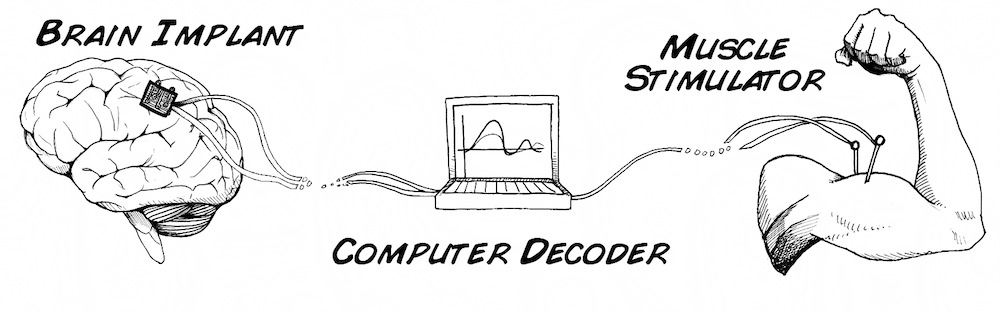 Brain Implant
Muscle
Stimulator
Computer Decoder